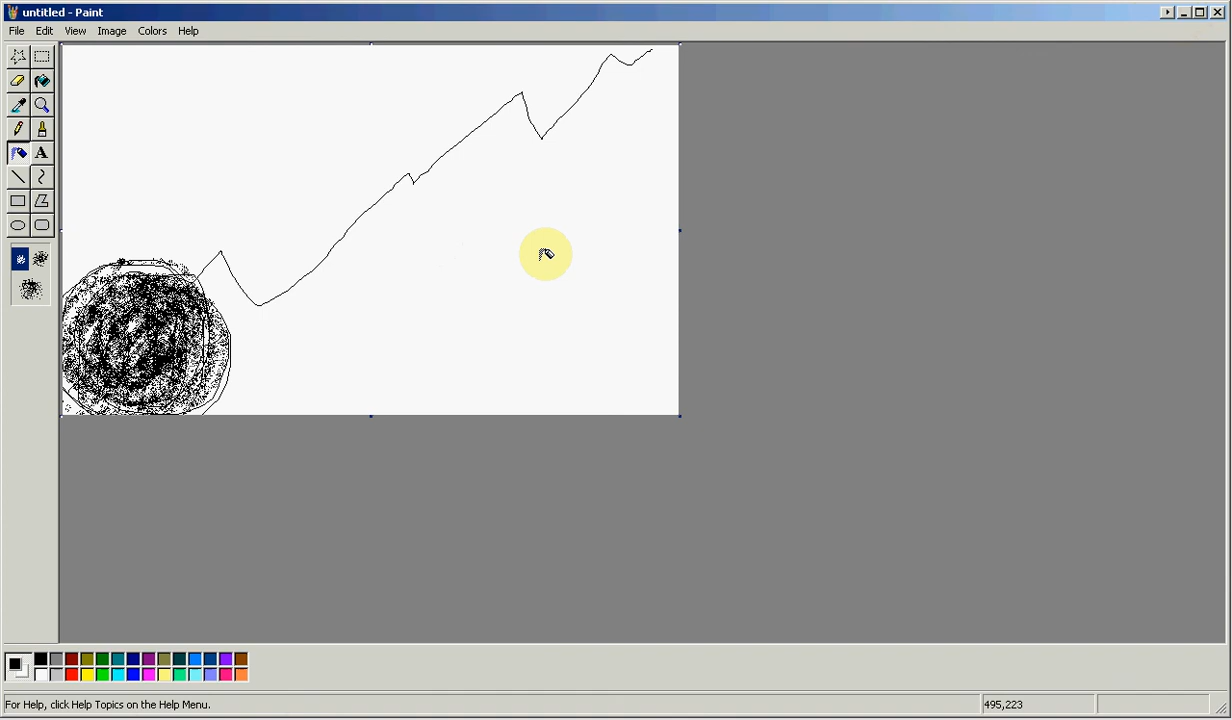 untitled - Paint
File Edit View Image Colors Help
A
For Help, click Help Topics on the Help Menu.
495,223